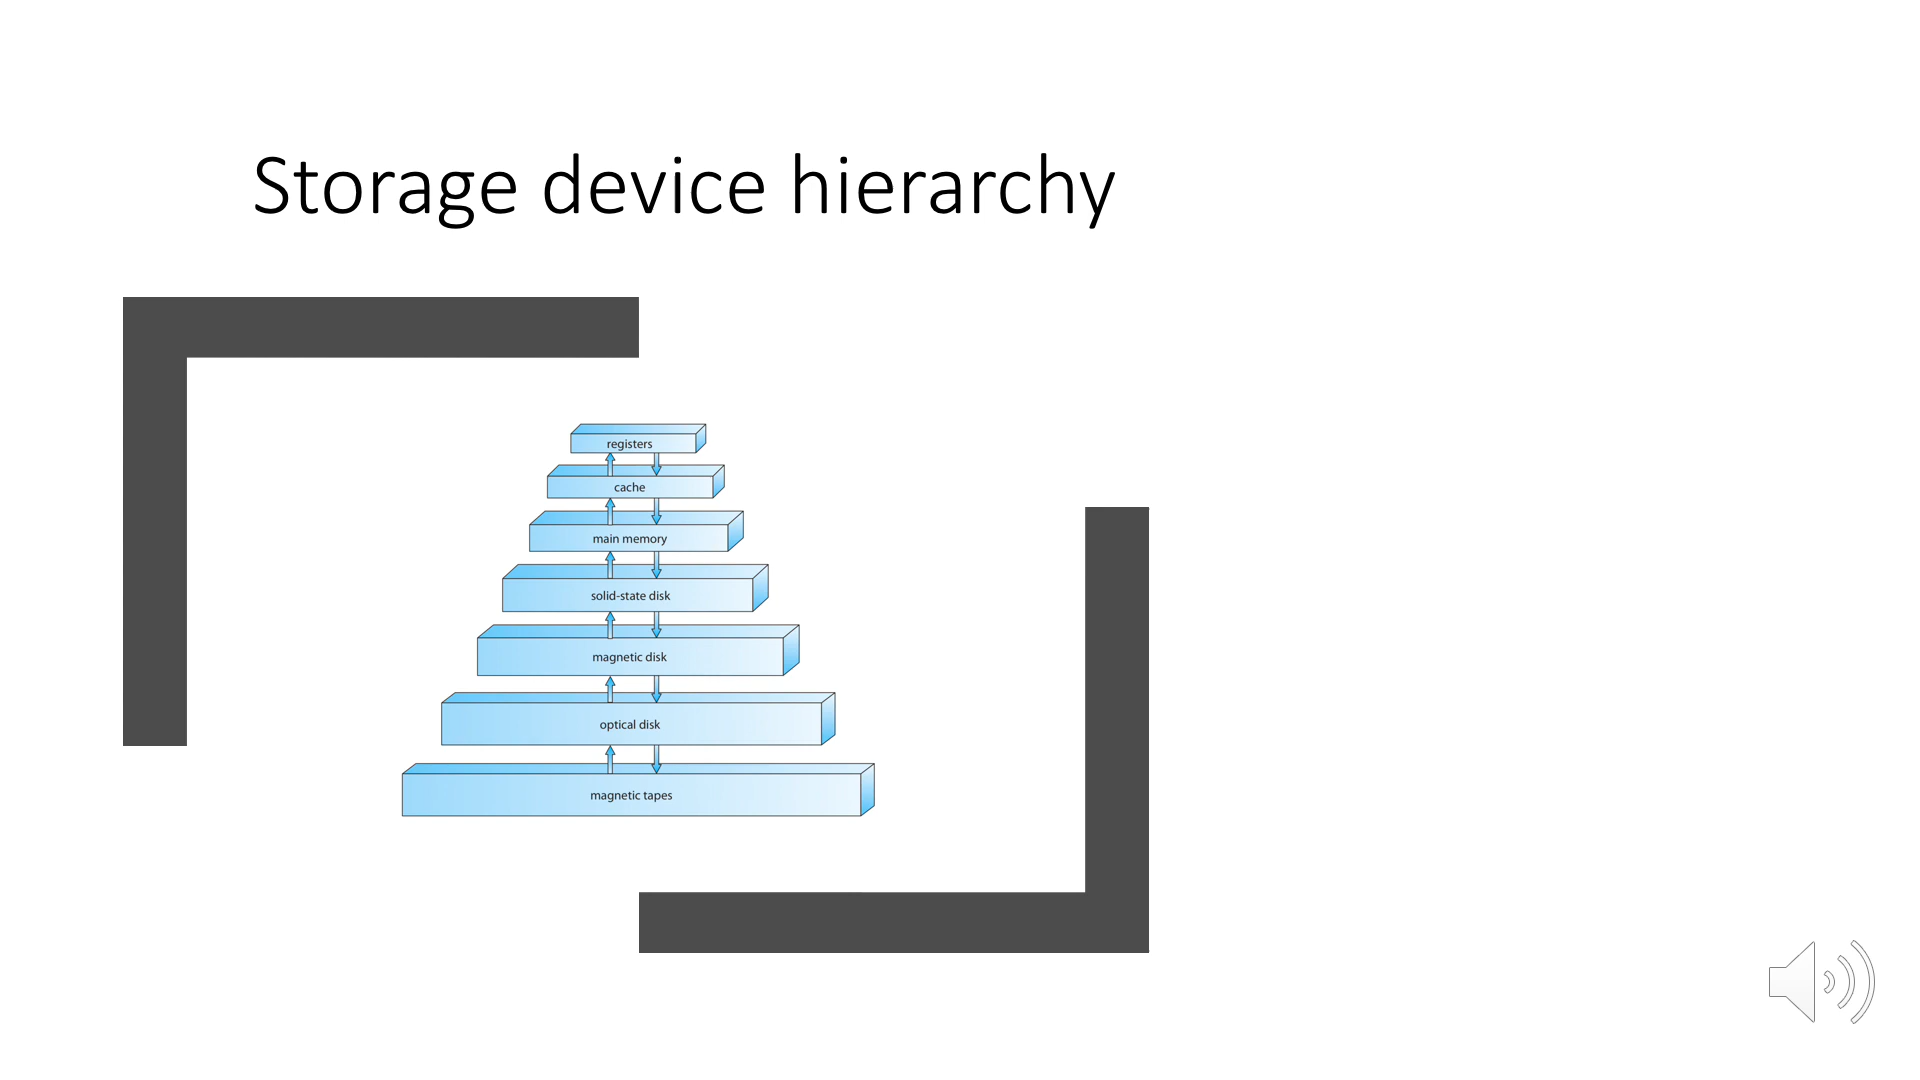 Storage device hierarchy
registers
cache
main memory
solid-state disk
magnetic disk
optical disk
magnetic tapes